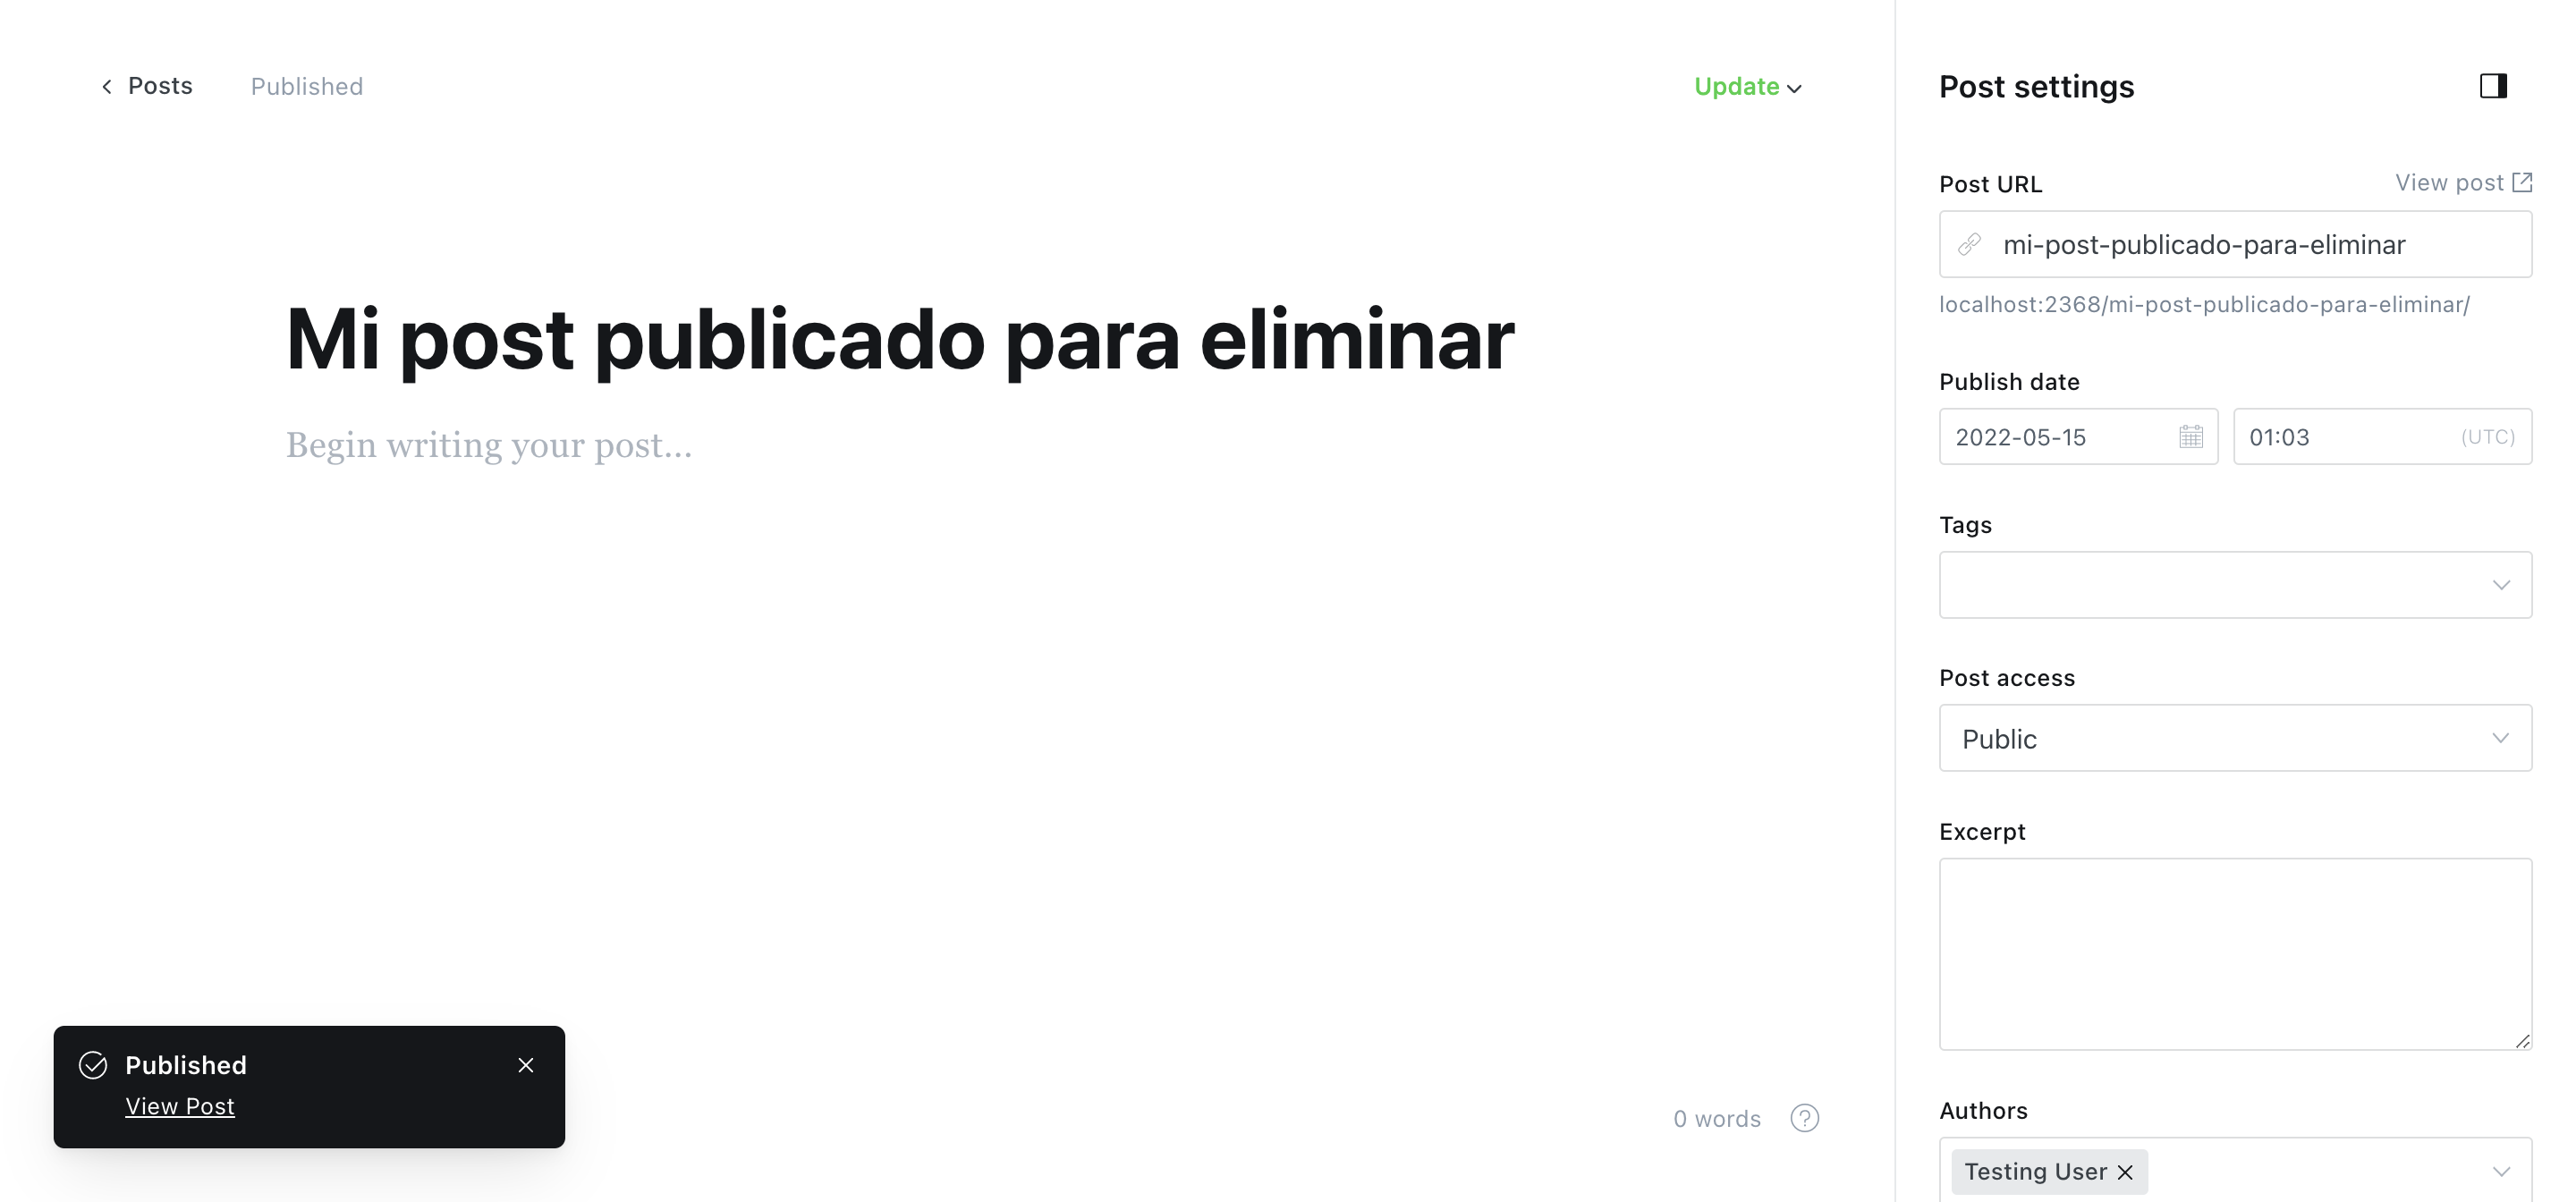 Posts
Published
Update
Mi post publicado para eliminar
Begin writing your post...
Published
View Post
0 words
Post settings
Post URL
View post
mi-post-publicado-para-eliminar
localhost:2368/mi-post-publicado-para-eliminar/
Publish date
2022-05-15
01:03 (UTC)
Tags
Post access
Public
Excerpt
Authors
Testing User